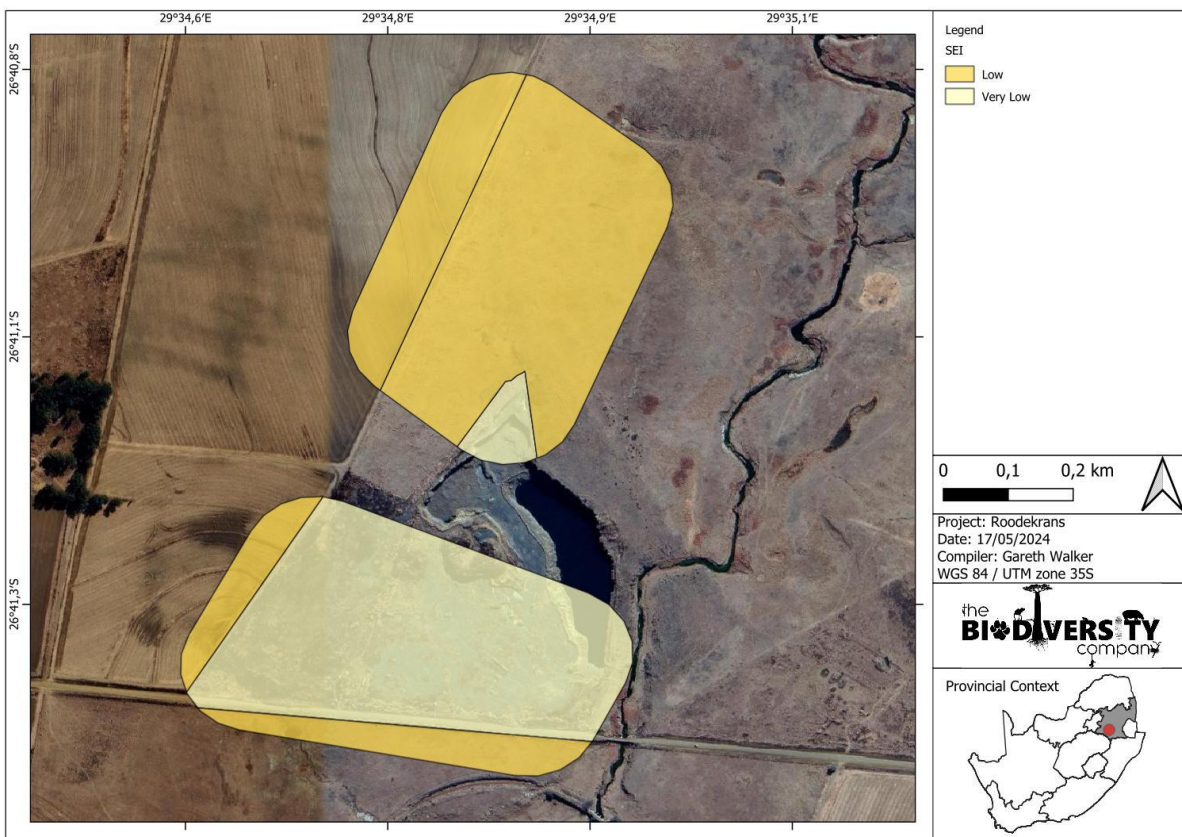 29°34,6'E
29°34,8'E
29°34,9'E
29°35,1'E
26°40,8'S
26°41,1'S
26°41,3'S
Legend
SEI
Low
Very Low
0 0,1 0,2 km
Project: Roodekrans
Date: 17/05/2024
Compiler: Gareth Walker
WGS 84 / UTM zone 35S
the
BIODIVERSITY
company
Provincial Context